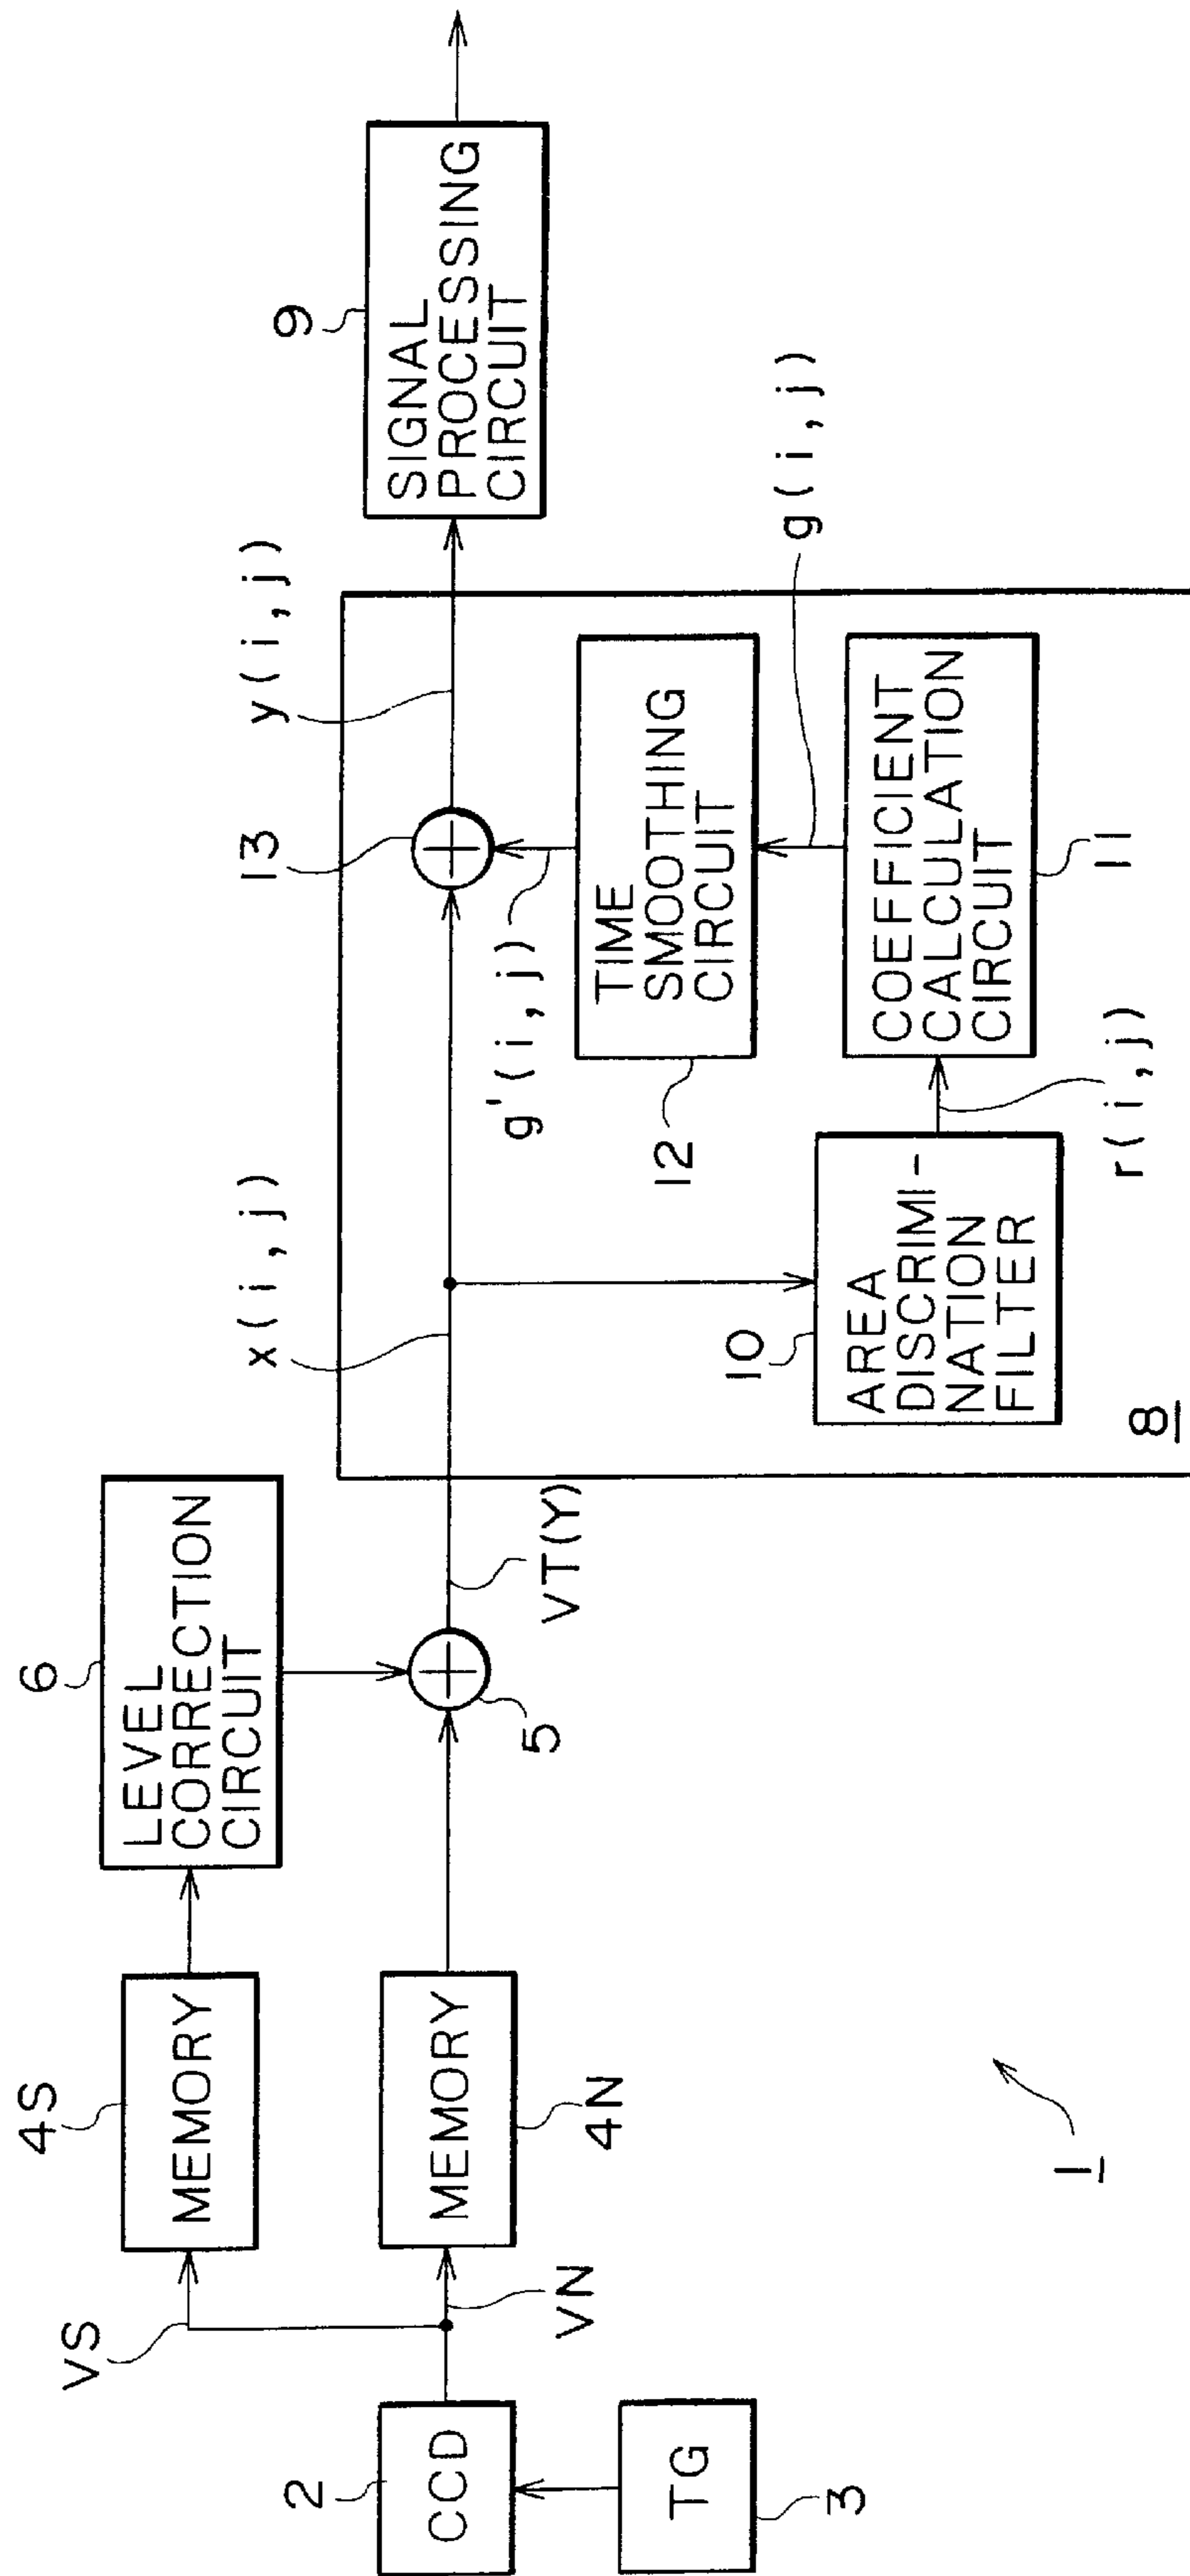 VS
4S
MEMORY
6
LEVEL
CORRECTION
CIRCUIT
2
CCD
VN
MEMORY
4N
5
VT(Y)
x(i,j)
13
y(i,j)
9
SIGNAL
PROCESSING
CIRCUIT
TG
3
g'(i,j)
TIME
SMOOTHING
CIRCUIT
12
g(i,j)
10
AREA
DISCRIMI-
NATION
FILTER
r(i,j)
COEFFICIENT
CALCULATION
CIRCUIT
11
8
1